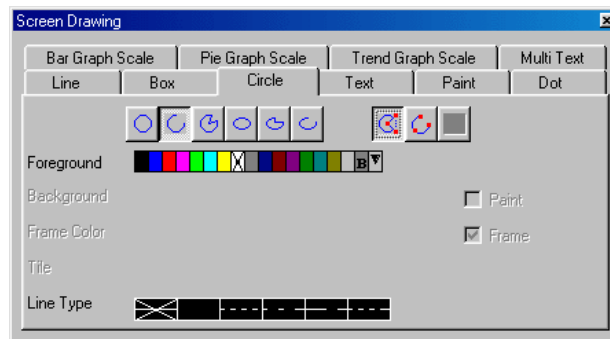 Screen Drawing
Bar Graph Scale Pie Graph Scale Trend Graph Scale Multi Text
Line Box Circle Text Paint Dot
Foreground B
Background Paint
Frame Color Frame
Tile
Line Type